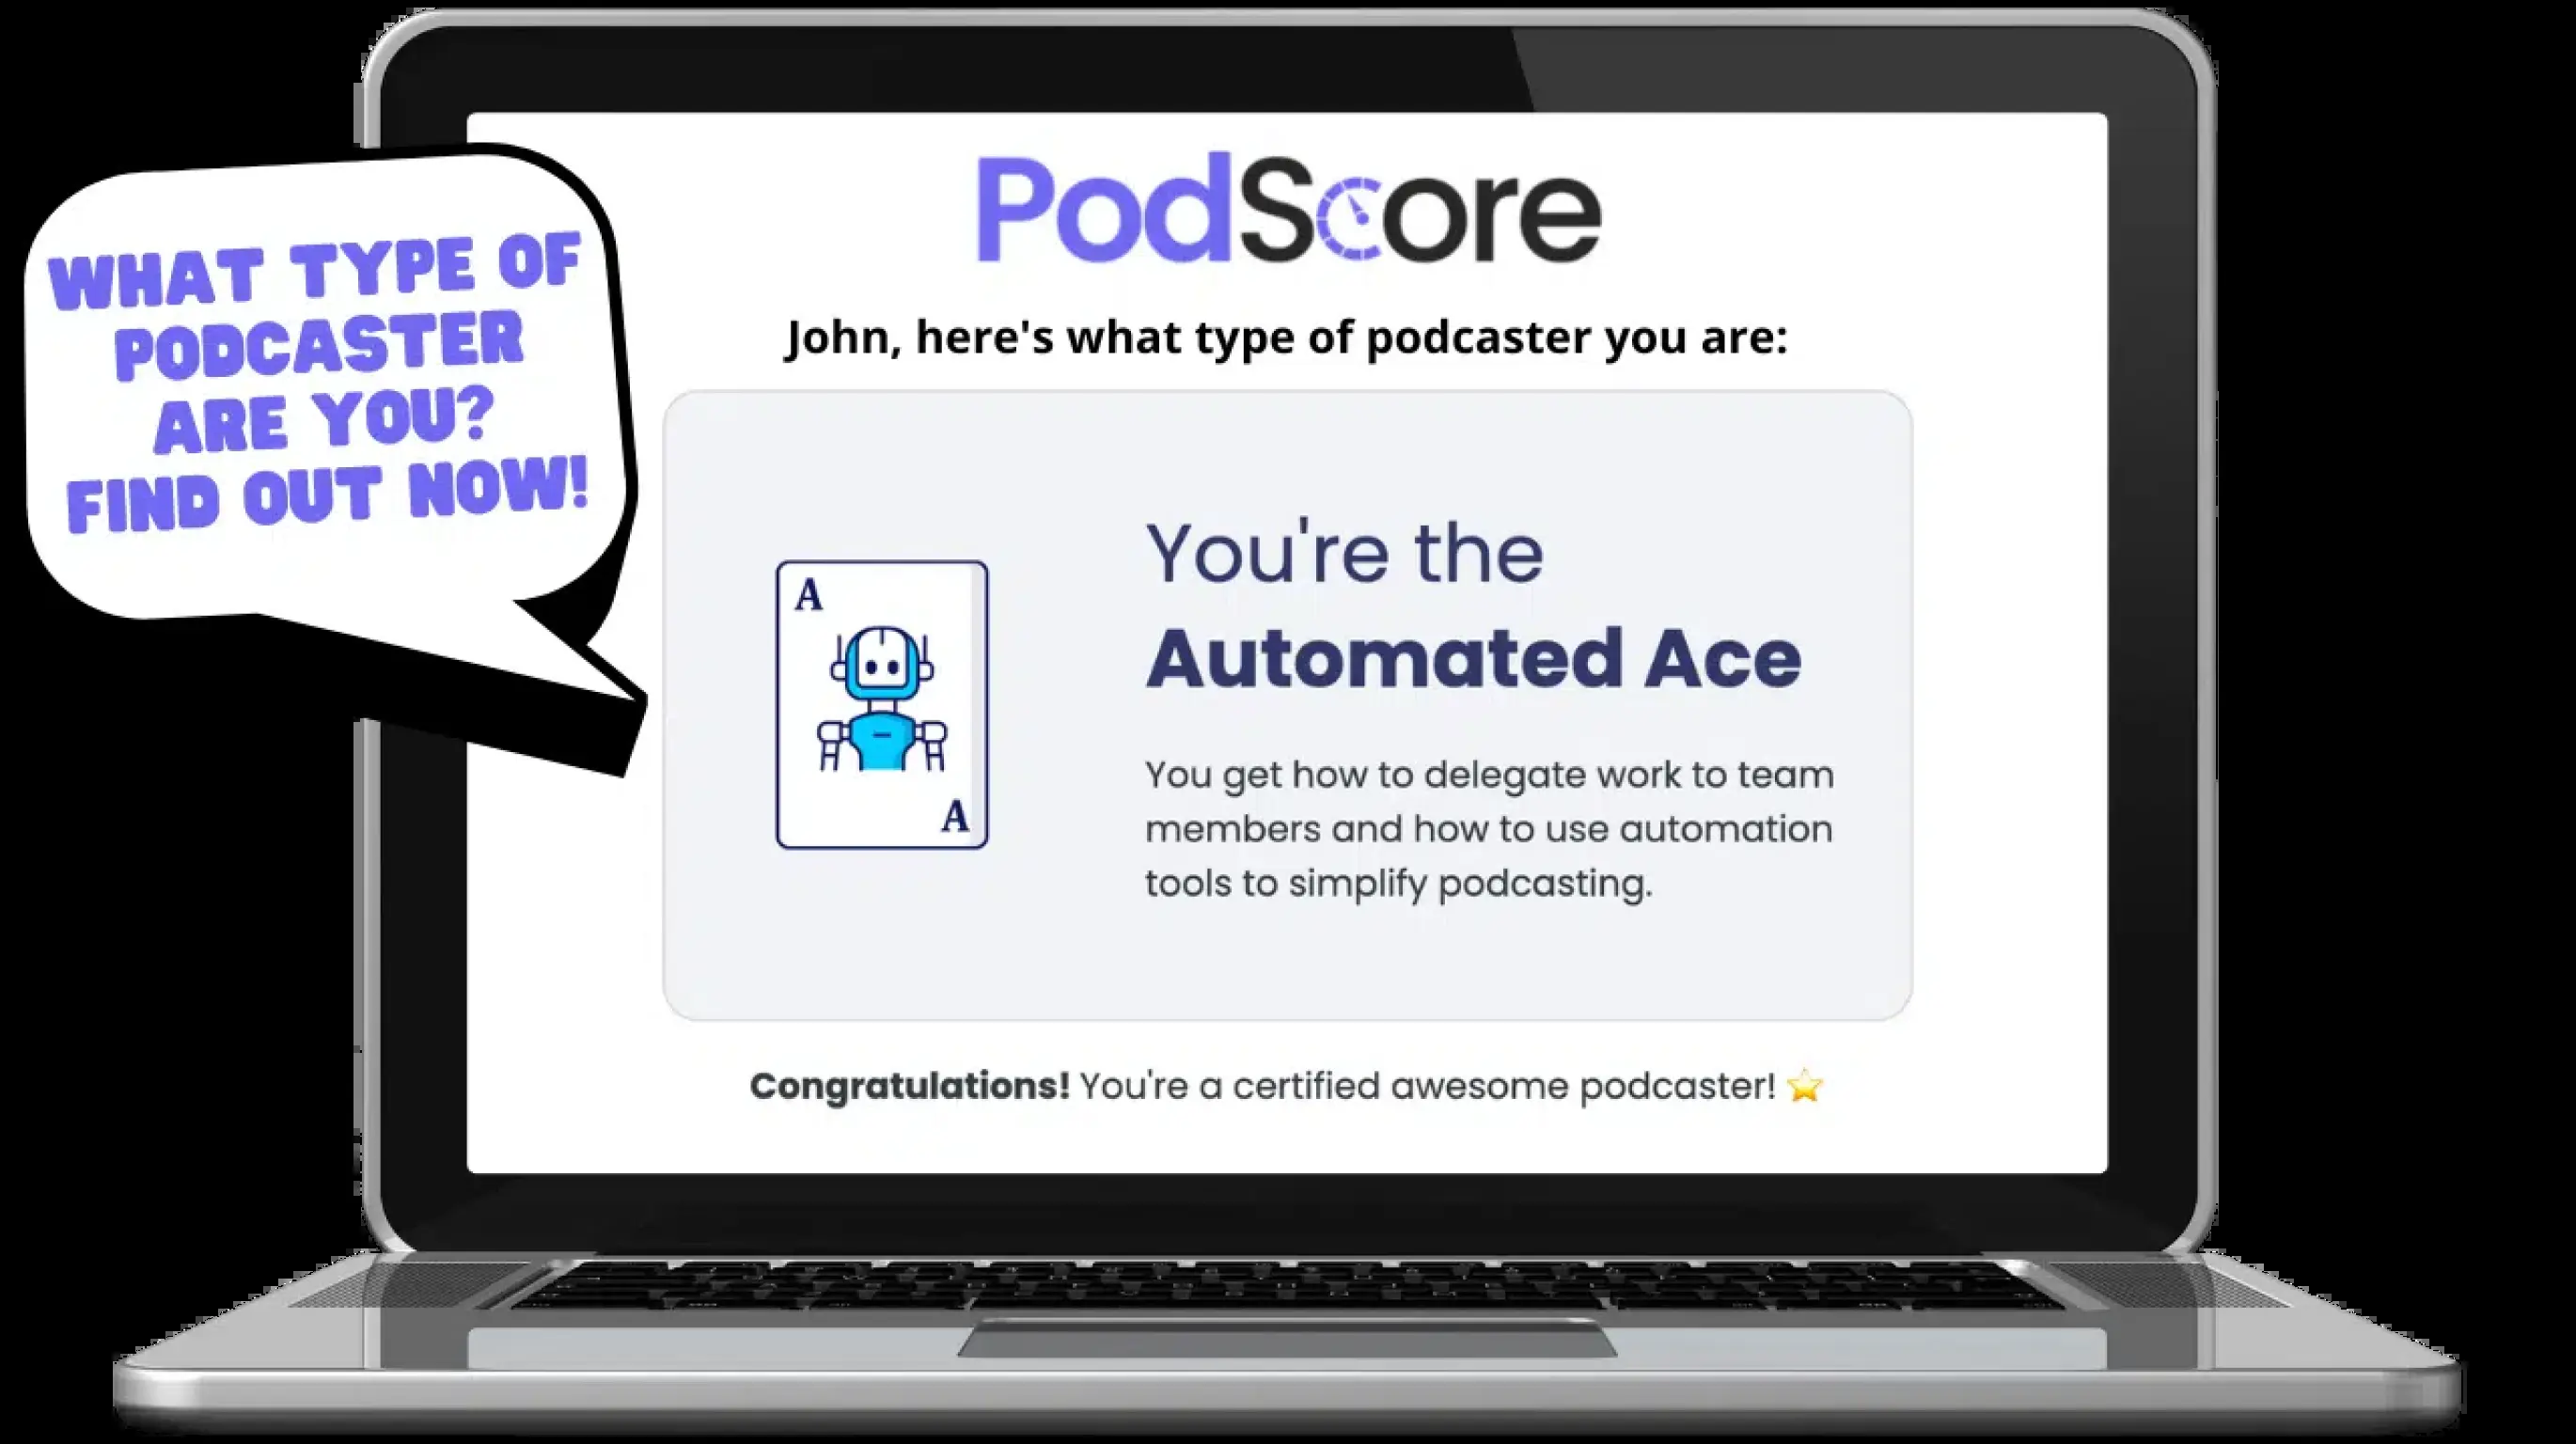 WHAT TYPE OF
PODCASTER
ARE YOU?
FIND OUT NOW!
PodScore
John, here's what type of podcaster you are:
A
A
You're the
Automated Ace
You get how to delegate work to team
members and how to use automation
tools to simplify podcasting.
Congratulations! You're a certified awesome podcaster! ⭐